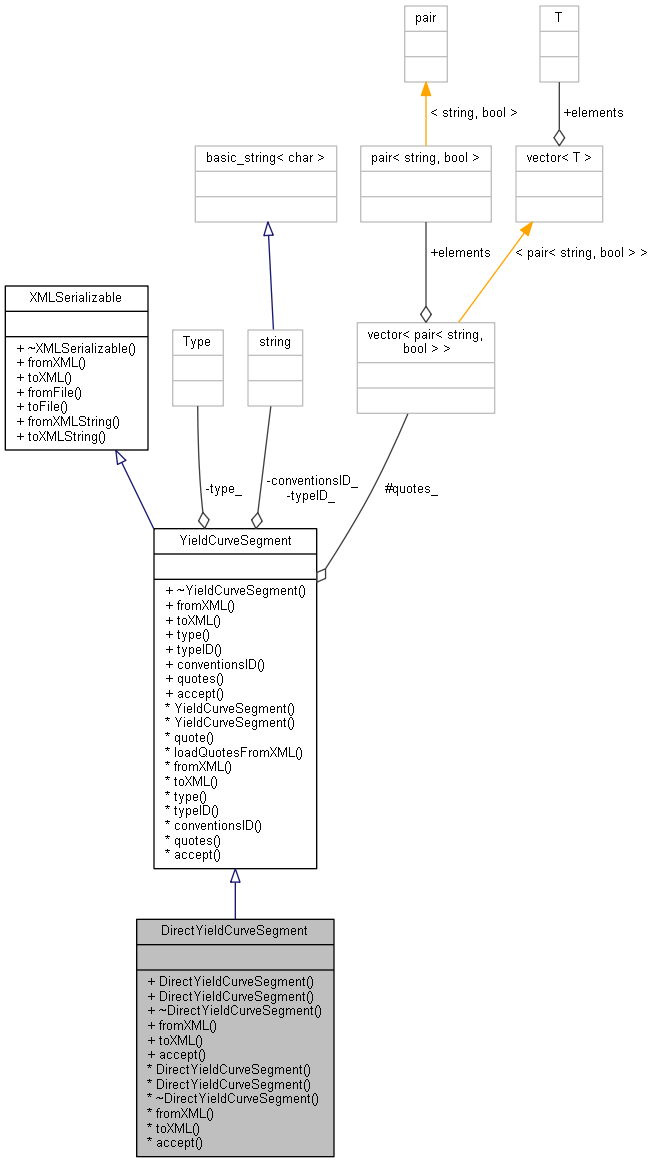 pair
T
< string, bool >
+elements
basic_string< char >
pair< string, bool >
vector< T >
+elements
< pair< string, bool > >
XMLSerializable
+ ~XMLSerializable()
+ fromXML()
+ toXML()
+ fromFile()
+ toFile()
+ fromXMLString()
+ toXMLString()
Type
string
vector< pair< string,
bool > >
-type_
-conventionsID_
-typeID_
#quotes_
YieldCurveSegment
+ ~YieldCurveSegment()
+ fromXML()
+ toXML()
+ type()
+ typeID()
+ conventionsID()
+ quotes()
+ accept()
* YieldCurveSegment()
* YieldCurveSegment()
* quote()
* loadQuotesFromXML()
* fromXML()
* toXML()
* type()
* typeID()
* conventionsID()
* quotes()
* accept()
DirectYieldCurveSegment
+ DirectYieldCurveSegment()
+ DirectYieldCurveSegment()
+ ~DirectYieldCurveSegment()
+ fromXML()
+ toXML()
+ accept()
* DirectYieldCurveSegment()
* DirectYieldCurveSegment()
* ~DirectYieldCurveSegment()
* fromXML()
* toXML()
* accept()